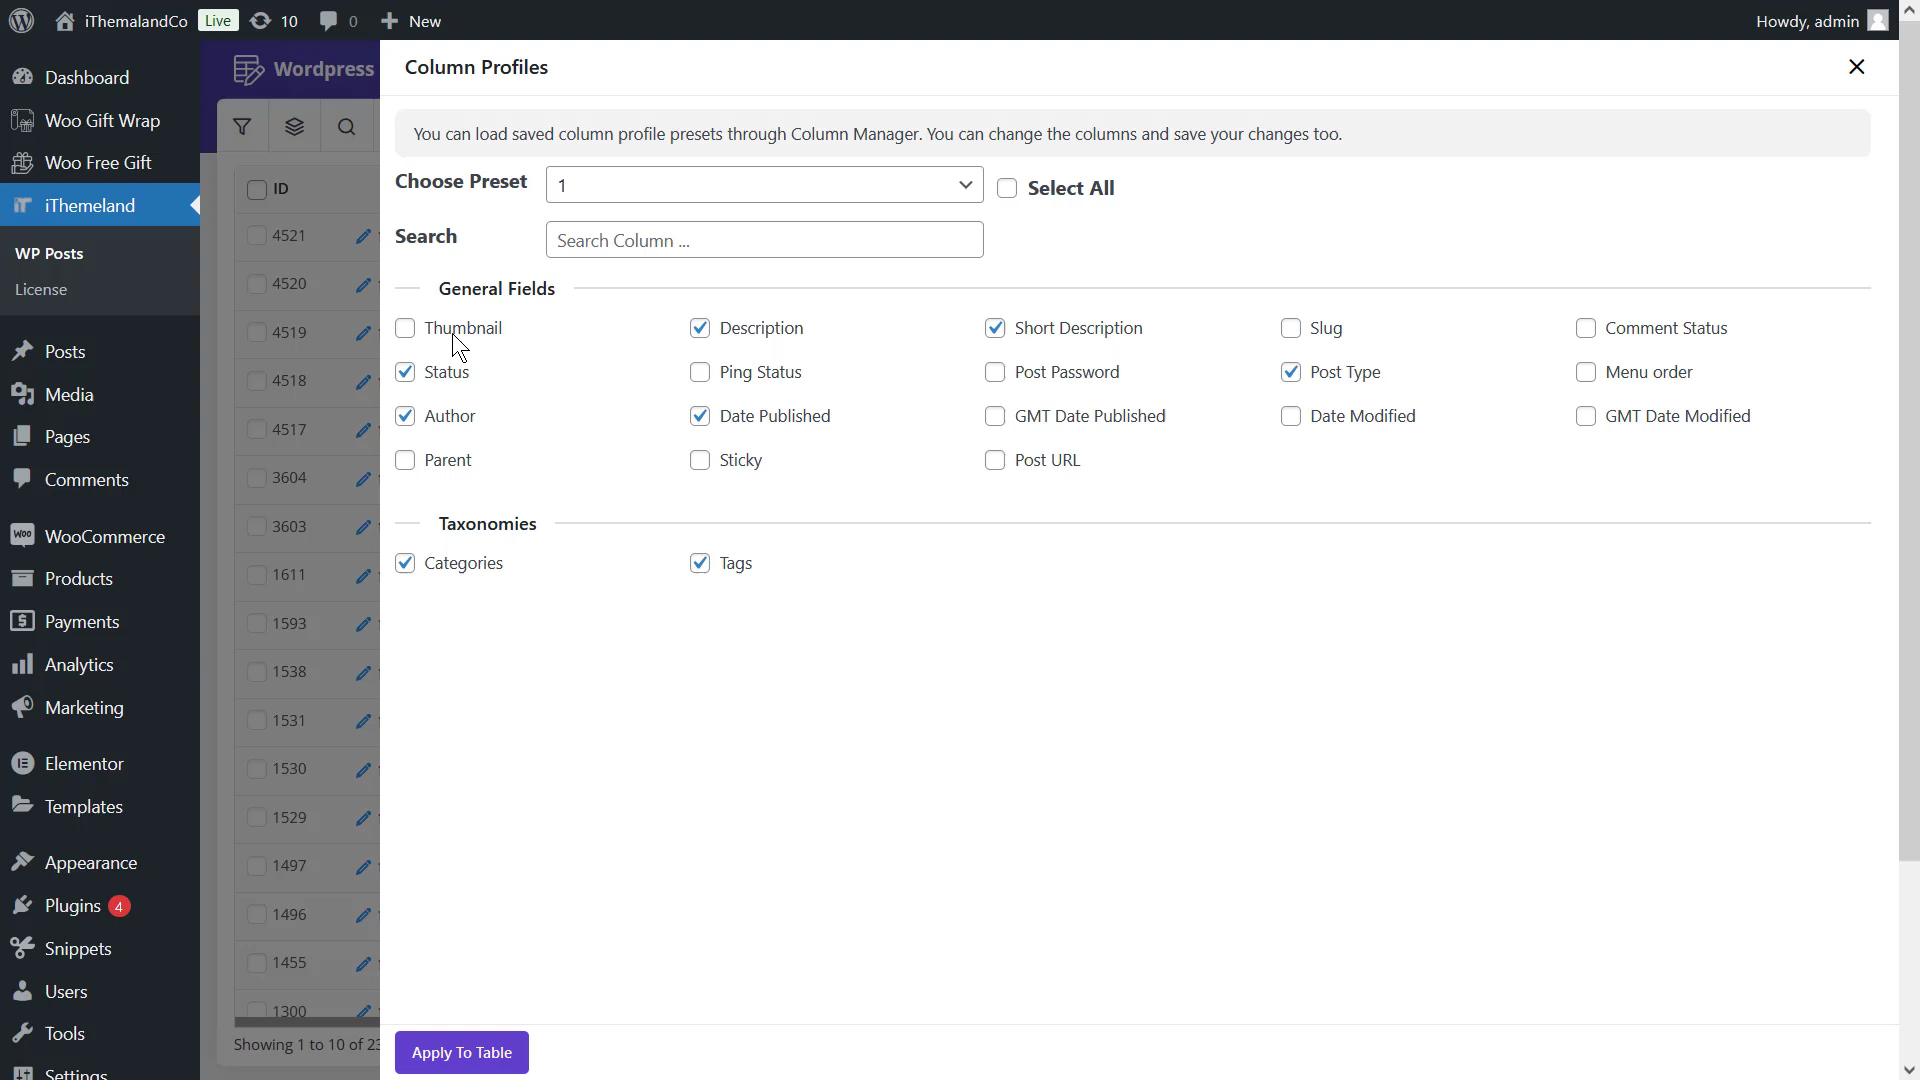 iThemalandCo Live 10 0 New Howdy, admin
Dashboard
Woo Gift Wrap
Woo Free Gift
iThemeland
WP Posts
License
Posts
Media
Pages
Comments
WooCommerce
Products
Payments
Analytics
Marketing
Elementor
Templates
Appearance
Plugins 4
Snippets
Users
Tools
Settings
Wordpress
ID
4521
4520
4519
4518
4517
3604
3603
1611
1593
1538
1531
1530
1529
1497
1496
1455
1300
Showing 1 to 10 of 23
Column Profiles
You can load saved column profile presets through Column Manager. You can change the columns and save your changes too.
Choose Preset 1 Select All
Search Search Column ...
General Fields
Thumbnail Description Short Description Slug Comment Status
Status Ping Status Post Password Post Type Menu order
Author Date Published GMT Date Published Date Modified GMT Date Modified
Parent Sticky Post URL
Taxonomies
Categories Tags
Apply To Table